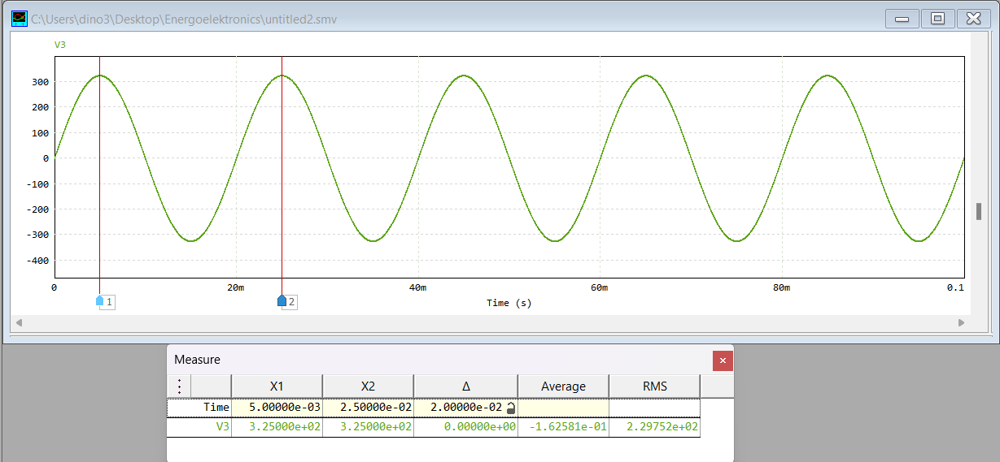 C:\Users\dino3\Desktop\Energoelektronics\untitled2.smv
V3
300
200
100
0
-100
-200
-300
-400
0 20m 40m 60m 80m 0.1
1 2
Time (s)
Measure
X1 X2 Δ Average RMS
Time 5.00000e-03 2.50000e-02 2.00000e-02
V3 3.25000e+02 3.25000e+02 0.00000e+00 -1.62581e-01 2.29752e+02